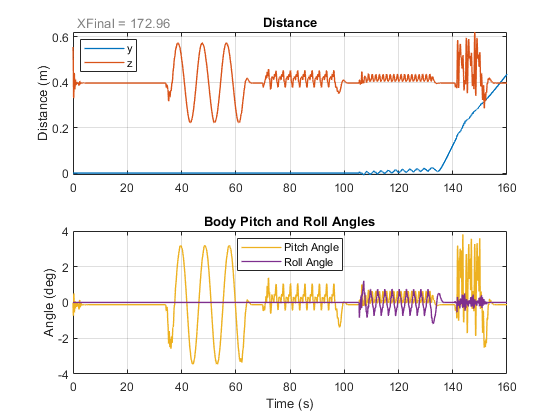 XFinal = 172.96
Distance
y
z
Distance (m)
0.6
0.4
0.2
0
0 20 40 60 80 100 120 140 160
Body Pitch and Roll Angles
Pitch Angle
Roll Angle
Angle (deg)
4
2
0
-2
-4
0 20 40 60 80 100 120 140 160
Time (s)